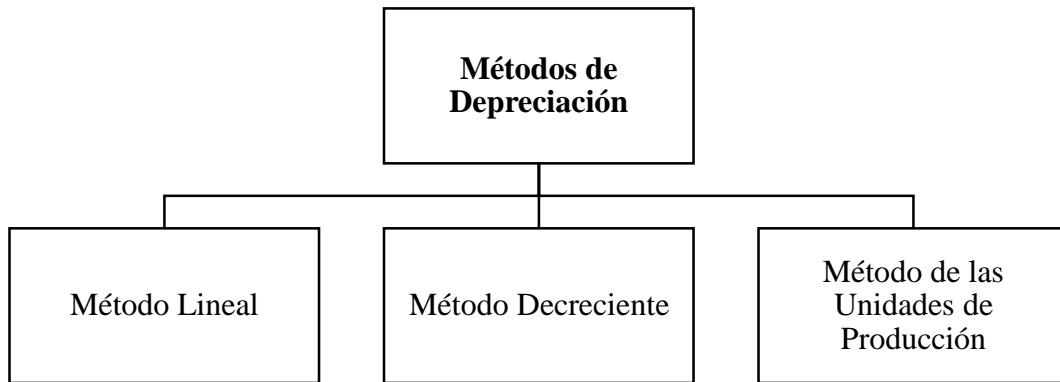 Métodos de
Depreciación
Método Lineal
Método Decreciente
Método de las
Unidades de
Producción